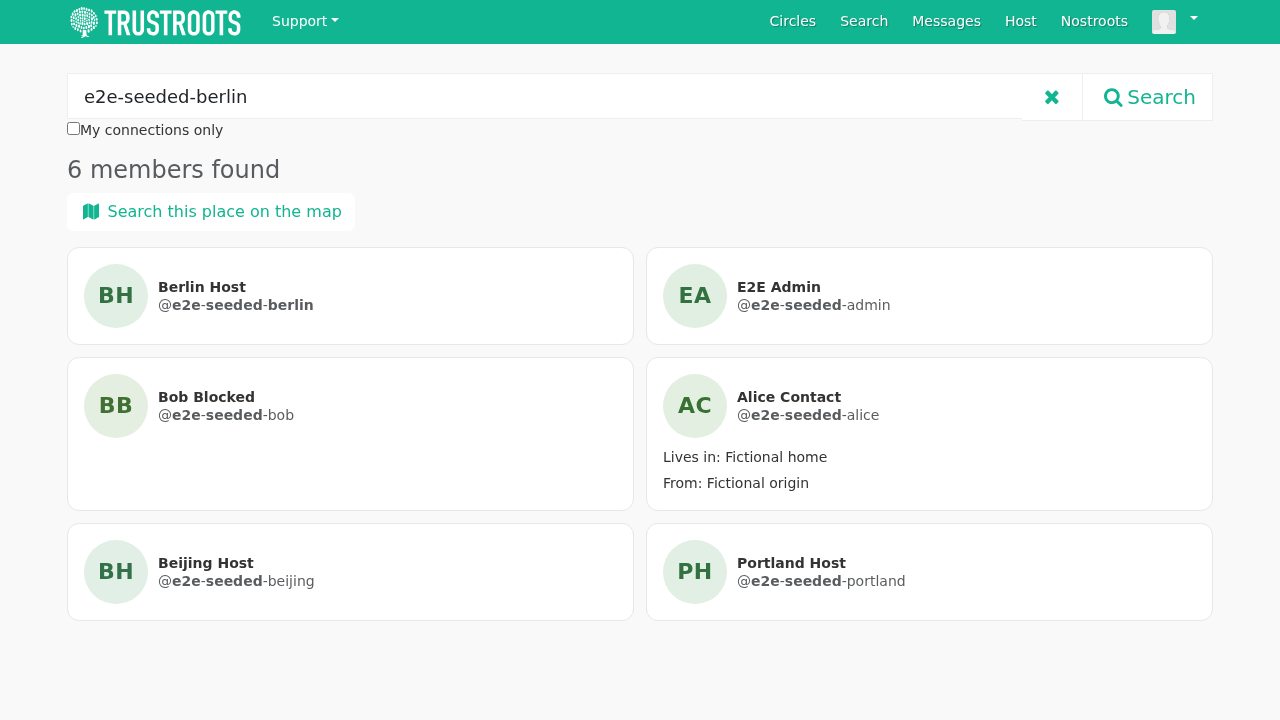 TRUSTROOTS Support Circles Search Messages Host Nostroots
e2e-seeded-berlin Search
My connections only
6 members found
Search this place on the map
BH Berlin Host
@e2e-seeded-berlin
EA E2E Admin
@e2e-seeded-admin
BB Bob Blocked
@e2e-seeded-bob
AC Alice Contact
@e2e-seeded-alice
Lives in: Fictional home
From: Fictional origin
BH Beijing Host
@e2e-seeded-beijing
PH Portland Host
@e2e-seeded-portland